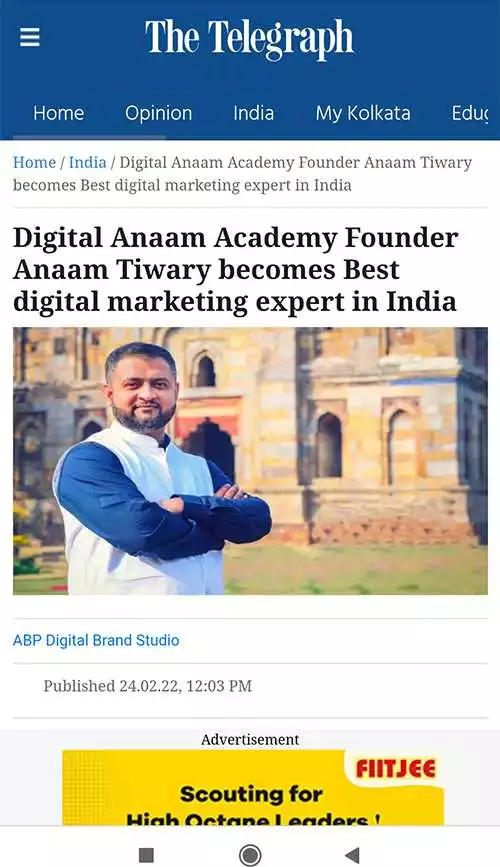 The Telegraph
Home Opinion India My Kolkata Educ
Home / India / Digital Anaam Academy Founder Anaam Tiwary
becomes Best digital marketing expert in India
Digital Anaam Academy Founder
Anaam Tiwary becomes Best
digital marketing expert in India
ABP Digital Brand Studio
Published 24.02.22, 12:03 PM
Advertisement
FIITJEE
Scouting for
High Octane Leaders !